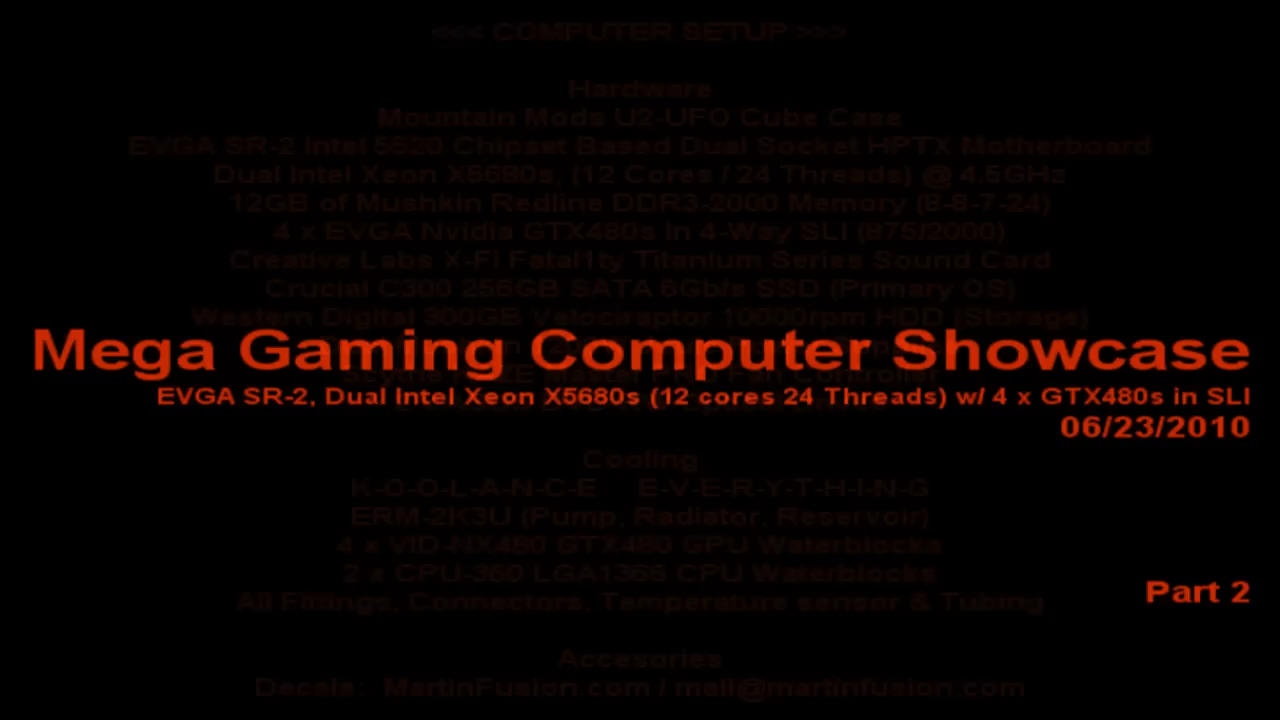 <<< COMPUTER SETUP >>>
Hardware
Mountain Mods U2-UFO Cube Case
EVGA SR-2 Intel 5520 Chipset Based Dual Socket HPTX Motherboard
Dual Intel Xeon X5680s, (12 Cores / 24 Threads) @ 4.5GHz
12GB of Mushkin Redline DDR3-2000 Memory (8-8-7-24)
4 x EVGA Nvidia GTX480s in 4-Way SLI (875/2000)
Creative Labs X-Fi Fatal1ty Titanium Series Sound Card
Crucial C300 256GB SATA 6Gb/s SSD (Primary OS)
Western Digital 300GB Velociraptor 10000rpm HDD (Storage)
Mega Gaming Computer Showcase
EVGA SR-2, Dual Intel Xeon X5680s (12 cores 24 Threads) w/ 4 x GTX480s in SLI
06/23/2010
Cooling
K-O-O-L-A-N-C-E E-V-E-R-Y-T-H-I-N-G
ERM-2K3U (Pump, Radiator, Reservoir)
4 x VID-NX480 GTX480 GPU Waterblocks
2 x CPU-360 LGA1366 CPU Waterblocks
All Fittings, Connectors, Temperature sensor & Tubing
Part 2
Accesories
Decals: MartinFusion.com / mail@martinfusion.com